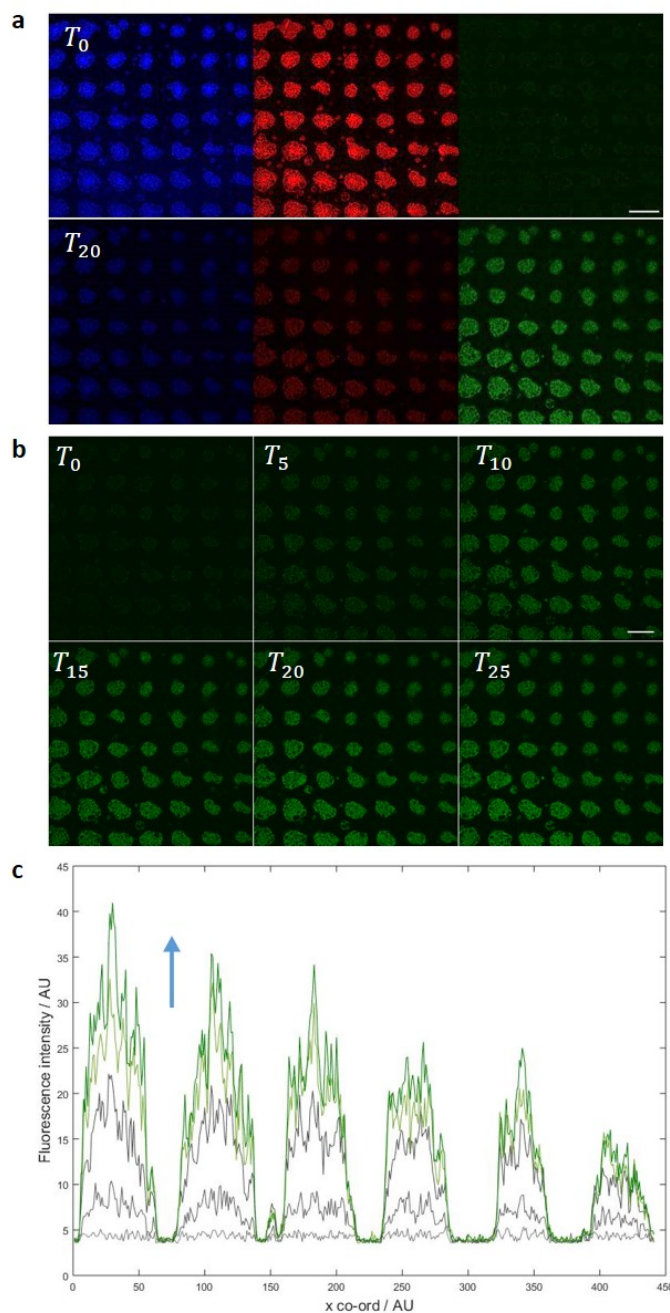 a
T₀
T₂₀
b
T₀ T₅ T₁₀
T₁₅ T₂₀ T₂₅
c
45
40
35
30
25
20
15
10
5
0
Fluorescence intensity / AU
0 50 100 150 200 250 300 350 400 450
x co-ord / AU